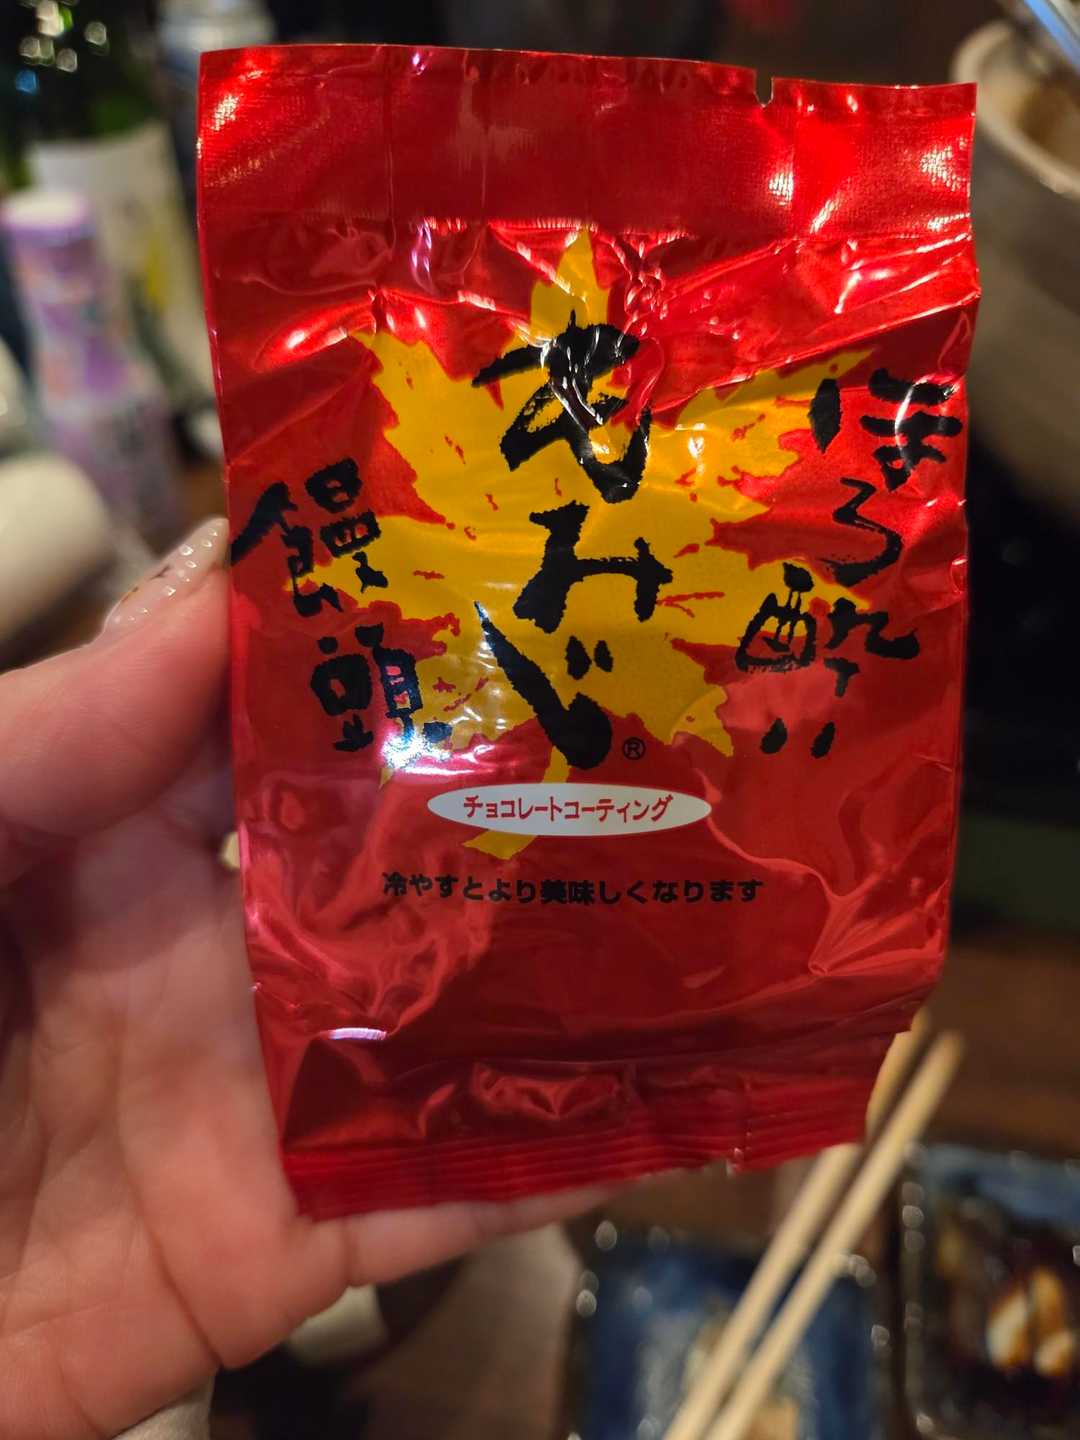 ほろ酔い
もみじ
饅頭
®
チョコレートコーティング
冷やすとより美味しくなります